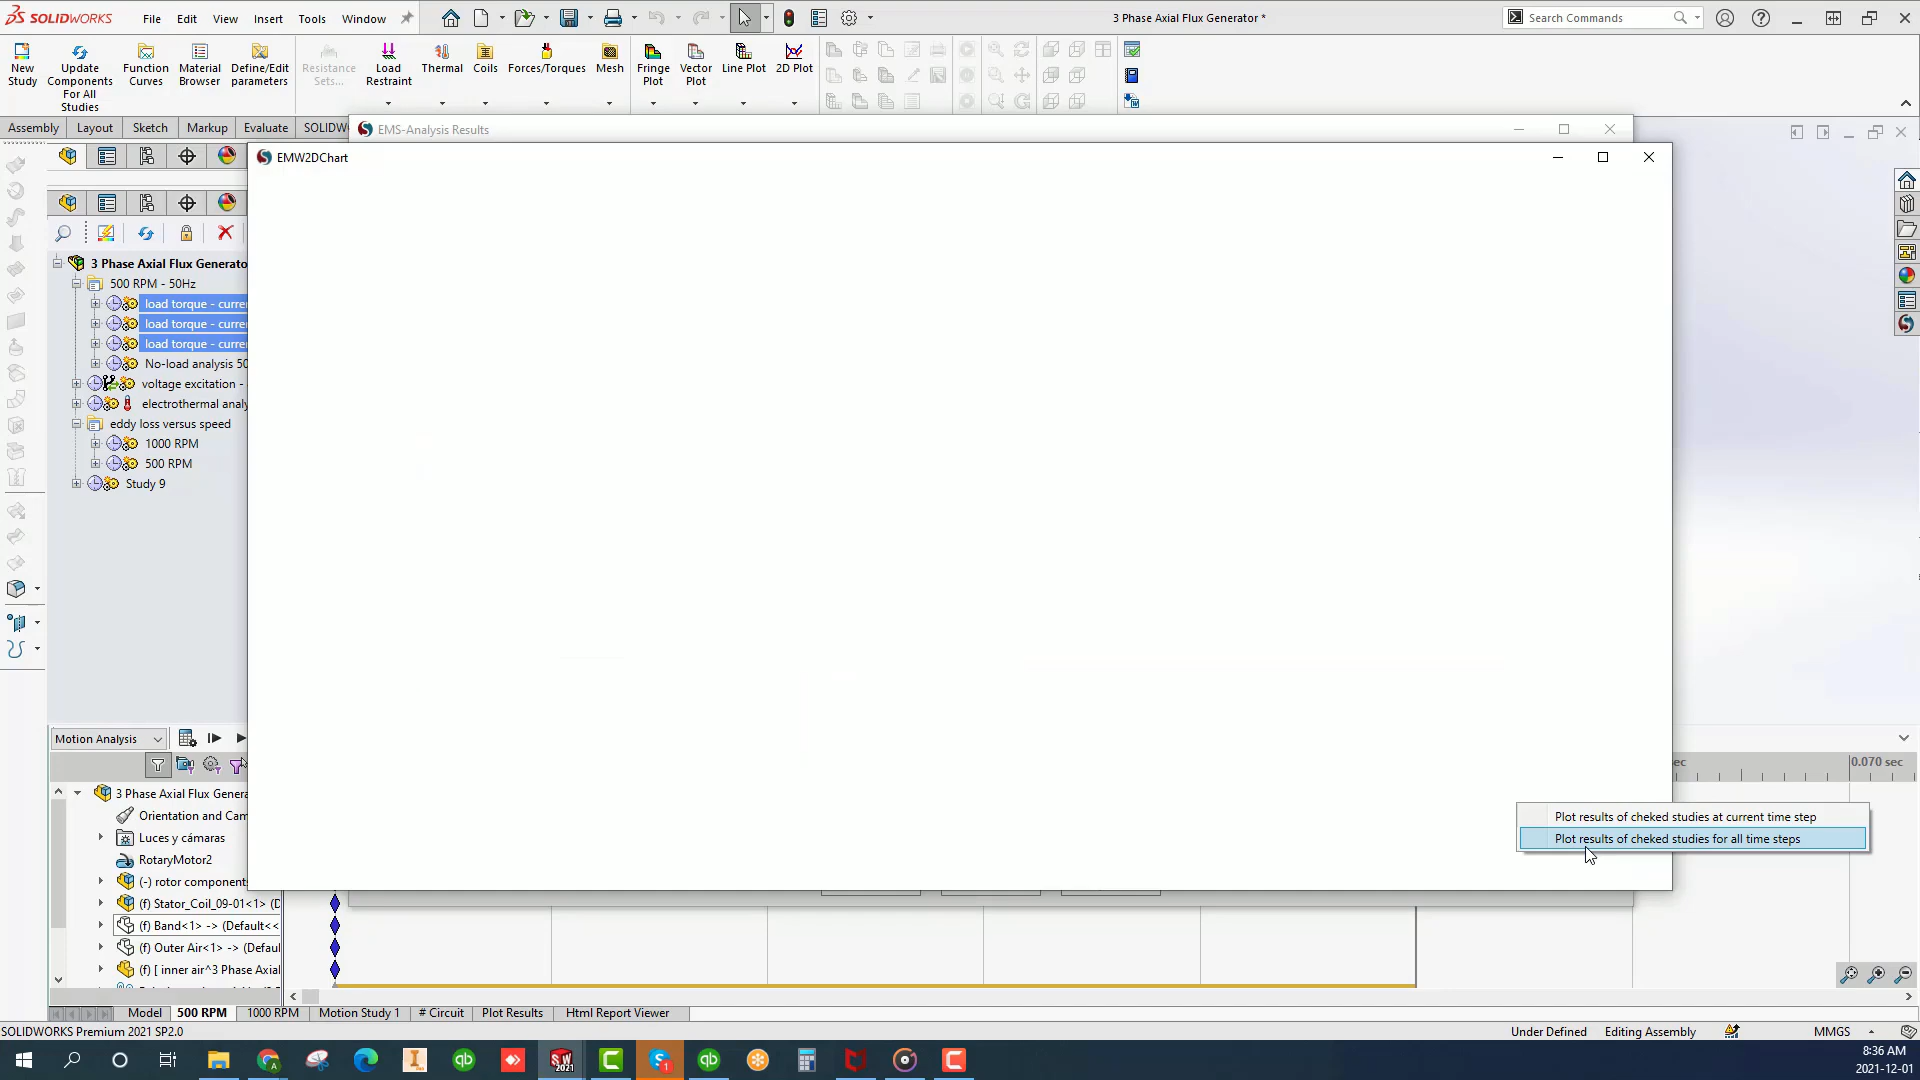 SOLIDWORKS File Edit View Insert Tools Window 3 Phase Axial Flux Generator * Search Commands
New Study
Update Components For All Studies
Function Curves
Material Browser
Define/Edit parameters
Resistance Sets...
Load Restraint
Thermal
Coils
Forces/Torques
Mesh
Fringe Plot
Vector Plot
Line Plot
2D Plot
Assembly Layout Sketch Markup Evaluate SOLIDW
EMS-Analysis Results
EMW2DChart
3 Phase Axial Flux Generato
500 RPM - 50Hz
load torque - curre
load torque - curre
load torque - curre
No-load analysis 50
voltage excitation -
electrothermal analy
eddy loss versus speed
1000 RPM
500 RPM
Study 9
Motion Analysis
sec 0.070 sec
3 Phase Axial Flux Genera
Orientation and Cam
Luces y cámaras
RotaryMotor2
(-) rotor component
(f) Stator_Coil_09-01<1> (D
(f) Band<1> -> (Default<<
(f) Outer Air<1> -> (Defaul
(f) [ inner air^3 Phase Axial
Plot results of cheked studies at current time step
Plot results of cheked studies for all time steps
Model 500 RPM 1000 RPM Motion Study 1 # Circuit Plot Results Html Report Viewer
SOLIDWORKS Premium 2021 SP2.0 Under Defined Editing Assembly MMGS
8:36 AM
2021-12-01